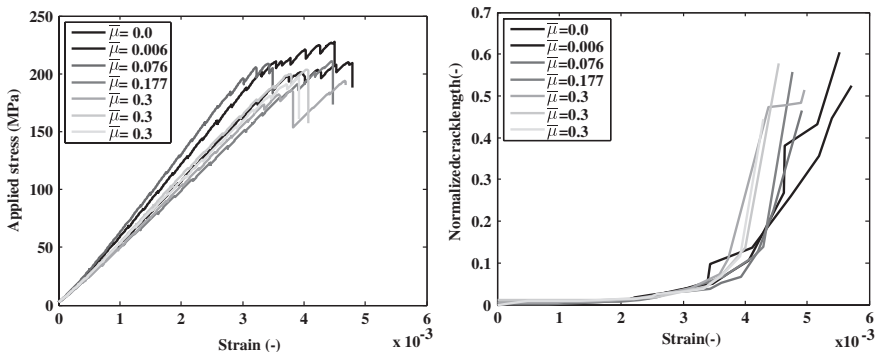 250
200
150
100
50
0
Applied stress (MPa)
μ̅= 0.0
μ̅= 0.006
μ̅= 0.076
μ̅= 0.177
μ̅= 0.3
μ̅= 0.3
μ̅= 0.3
0 1 2 3 4 5 6
Strain (-)
x 10⁻³
0.7
0.6
0.5
0.4
0.3
0.2
0.1
0
Normalizedcracklength(-)
μ̅=0.0
μ̅=0.006
μ̅=0.076
μ̅=0.177
μ̅=0.3
μ̅=0.3
μ̅=0.3
0 1 2 3 4 5 6
Strain(-)
x 10⁻³